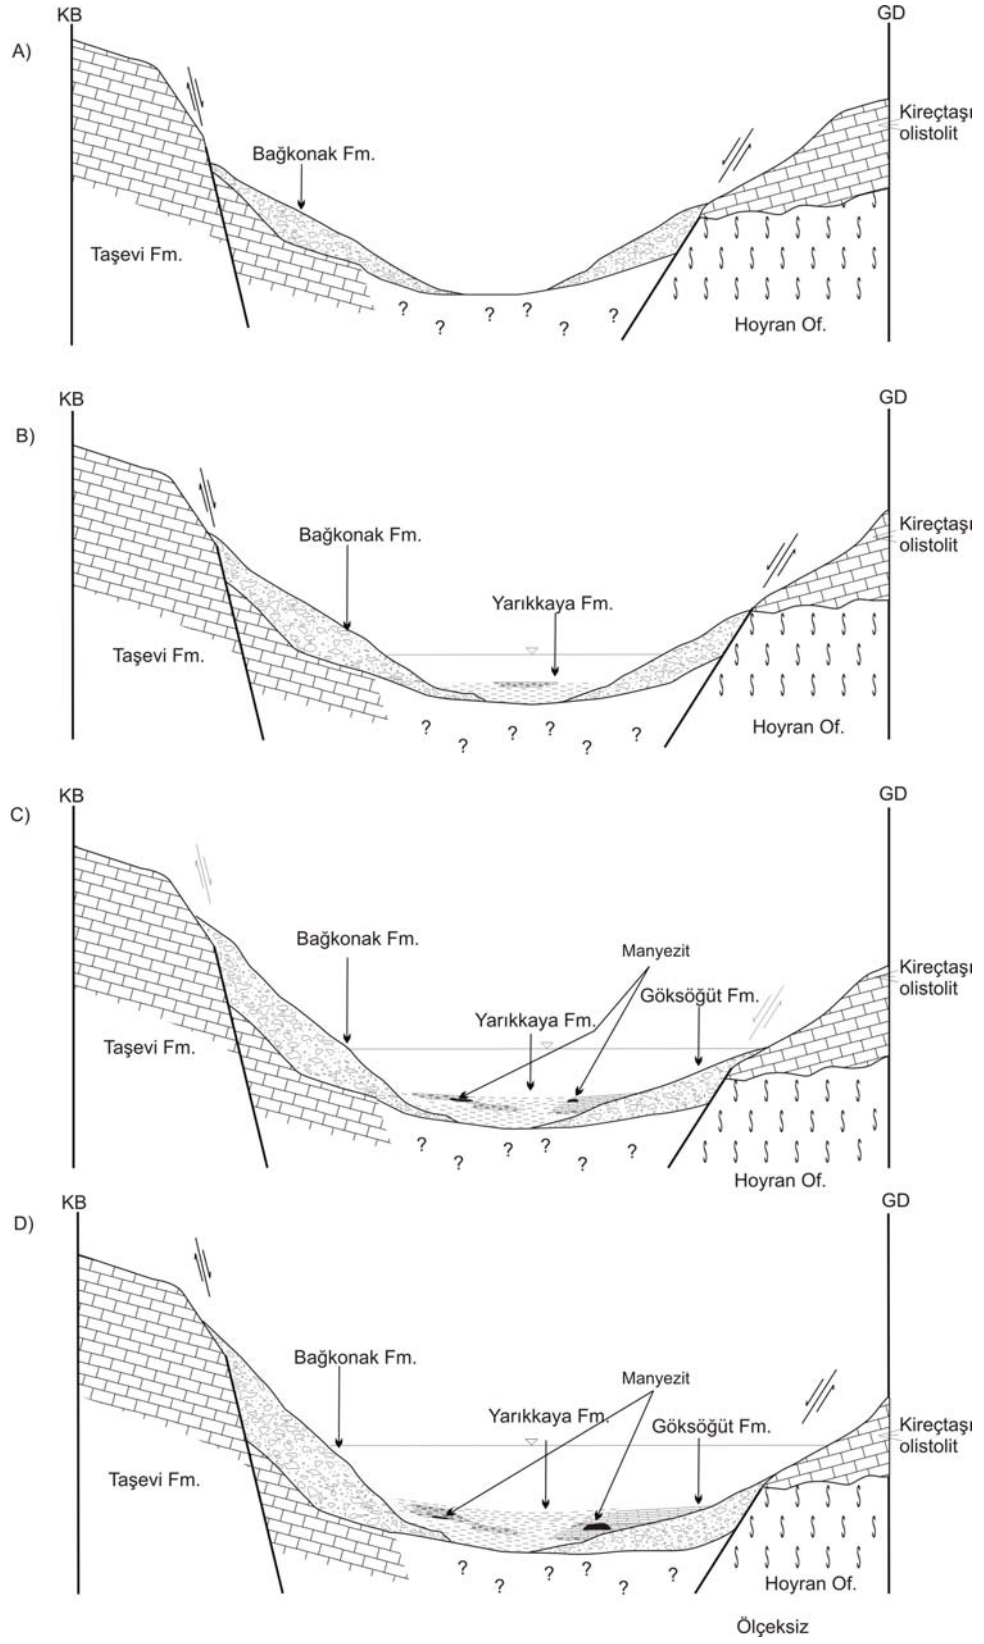 KB
GD
A)
Kireçtaşı
olistolit
Bağkonak Fm.
Taşevi Fm.
? ? ? ? ? ?
Hoyran Of.
KB
GD
B)
Kireçtaşı
olistolit
Bağkonak Fm.
Yarıkkaya Fm.
Taşevi Fm.
? ? ? ? ? ?
Hoyran Of.
KB
GD
C)
Bağkonak Fm.
Manyezit
Kireçtaşı
olistolit
Göksöğüt Fm.
Yarıkkaya Fm.
Taşevi Fm.
? ? ? ? ? ?
Hoyran Of.
KB
GD
D)
Bağkonak Fm.
Manyezit
Yarıkkaya Fm.
Göksöğüt Fm.
Kireçtaşı
olistolit
Taşevi Fm.
? ? ? ? ? ?
Hoyran Of.
Ölçeksiz